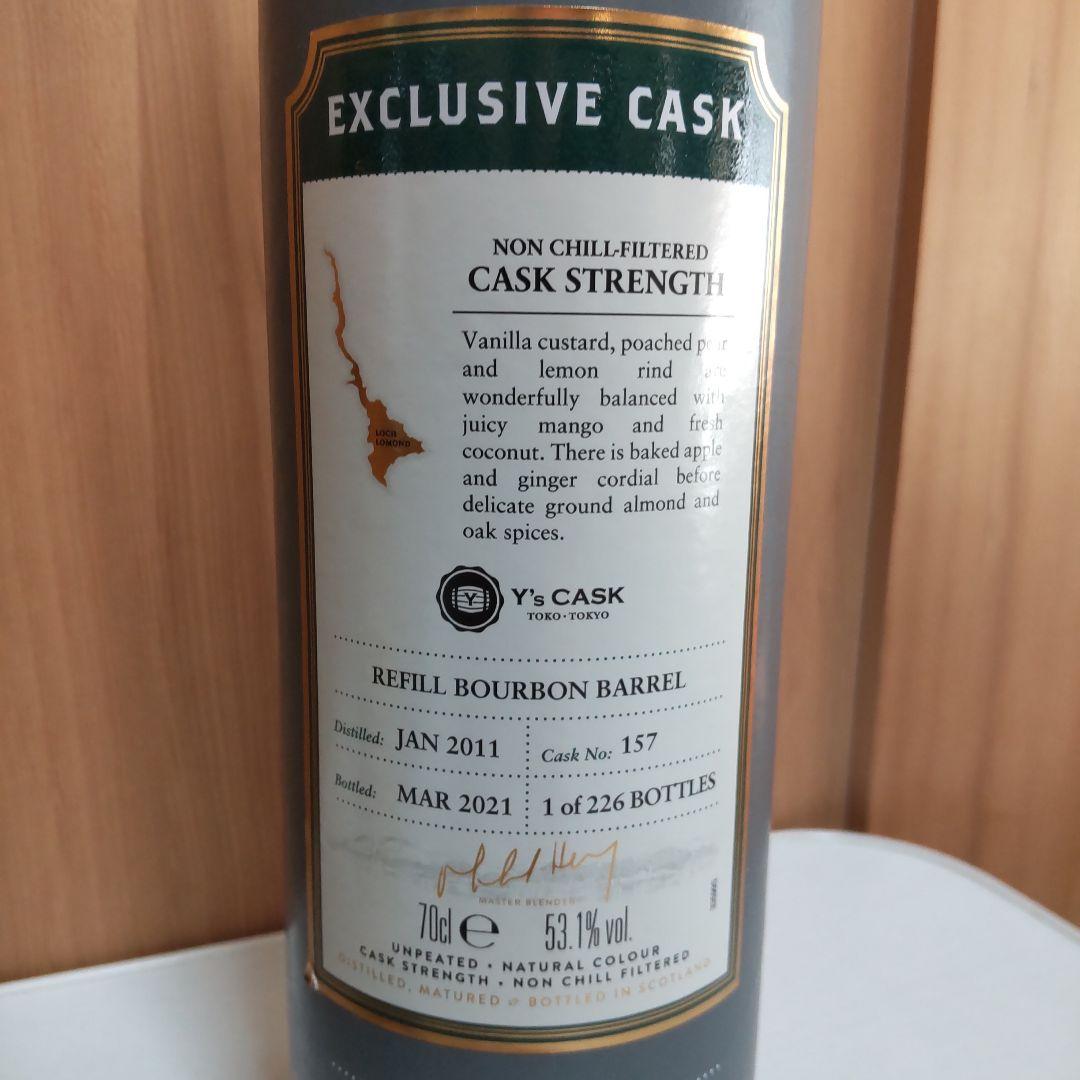 EXCLUSIVE CASK
NON CHILL-FILTERED
CASK STRENGTH
Vanilla custard, poached pear
and lemon rind are
wonderfully balanced with
juicy mango and fresh
coconut. There is baked apple
and ginger cordial before
delicate ground almond and
oak spices.
LOCH
LOMOND
Y
Y's CASK
TOKO·TOKYO
REFILL BOURBON BARREL
Distilled: JAN 2011
Cask No: 157
Bottled: MAR 2021
1 of 226 BOTTLES
MASTER BLENDER
70cl e 53.1% vol.
UNPEATED • NATURAL COLOUR
CASK STRENGTH • NON CHILL FILTERED
DISTILLED, MATURED & BOTTLED IN SCOTLAND